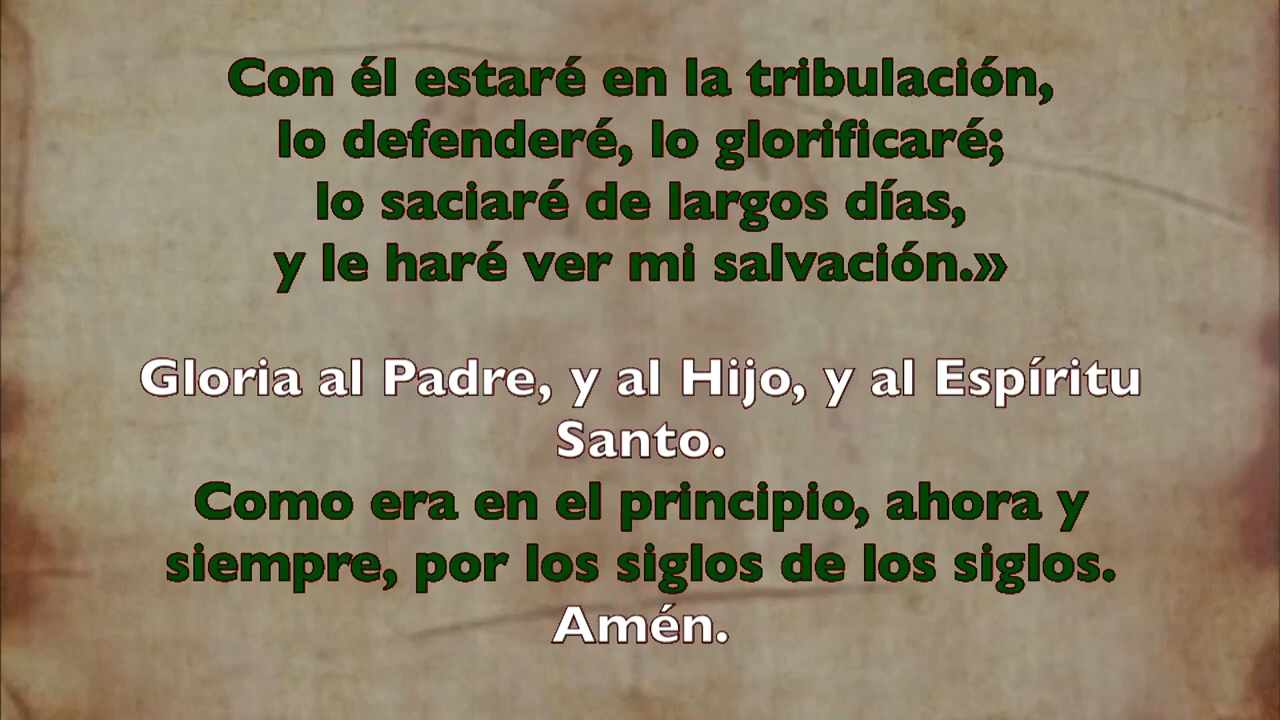 Con él estaré en la tribulación,
lo defenderé, lo glorificaré;
lo saciaré de largos días,
y le haré ver mi salvación.»
Gloria al Padre, y al Hijo, y al Espíritu
Santo.
Como era en el principio, ahora y
siempre, por los siglos de los siglos.
Amén.